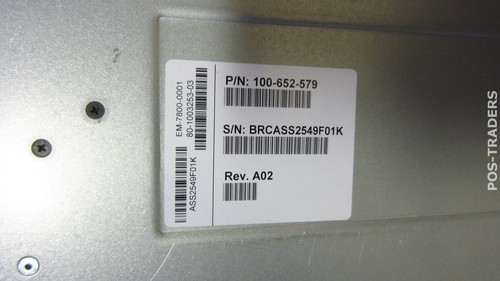 P/N: 100-652-579
S/N: BRCASS2549F01K
Rev. A02
EM-7800-0001
80-1003253-03
ASS2549F01K
POS-TRADERS